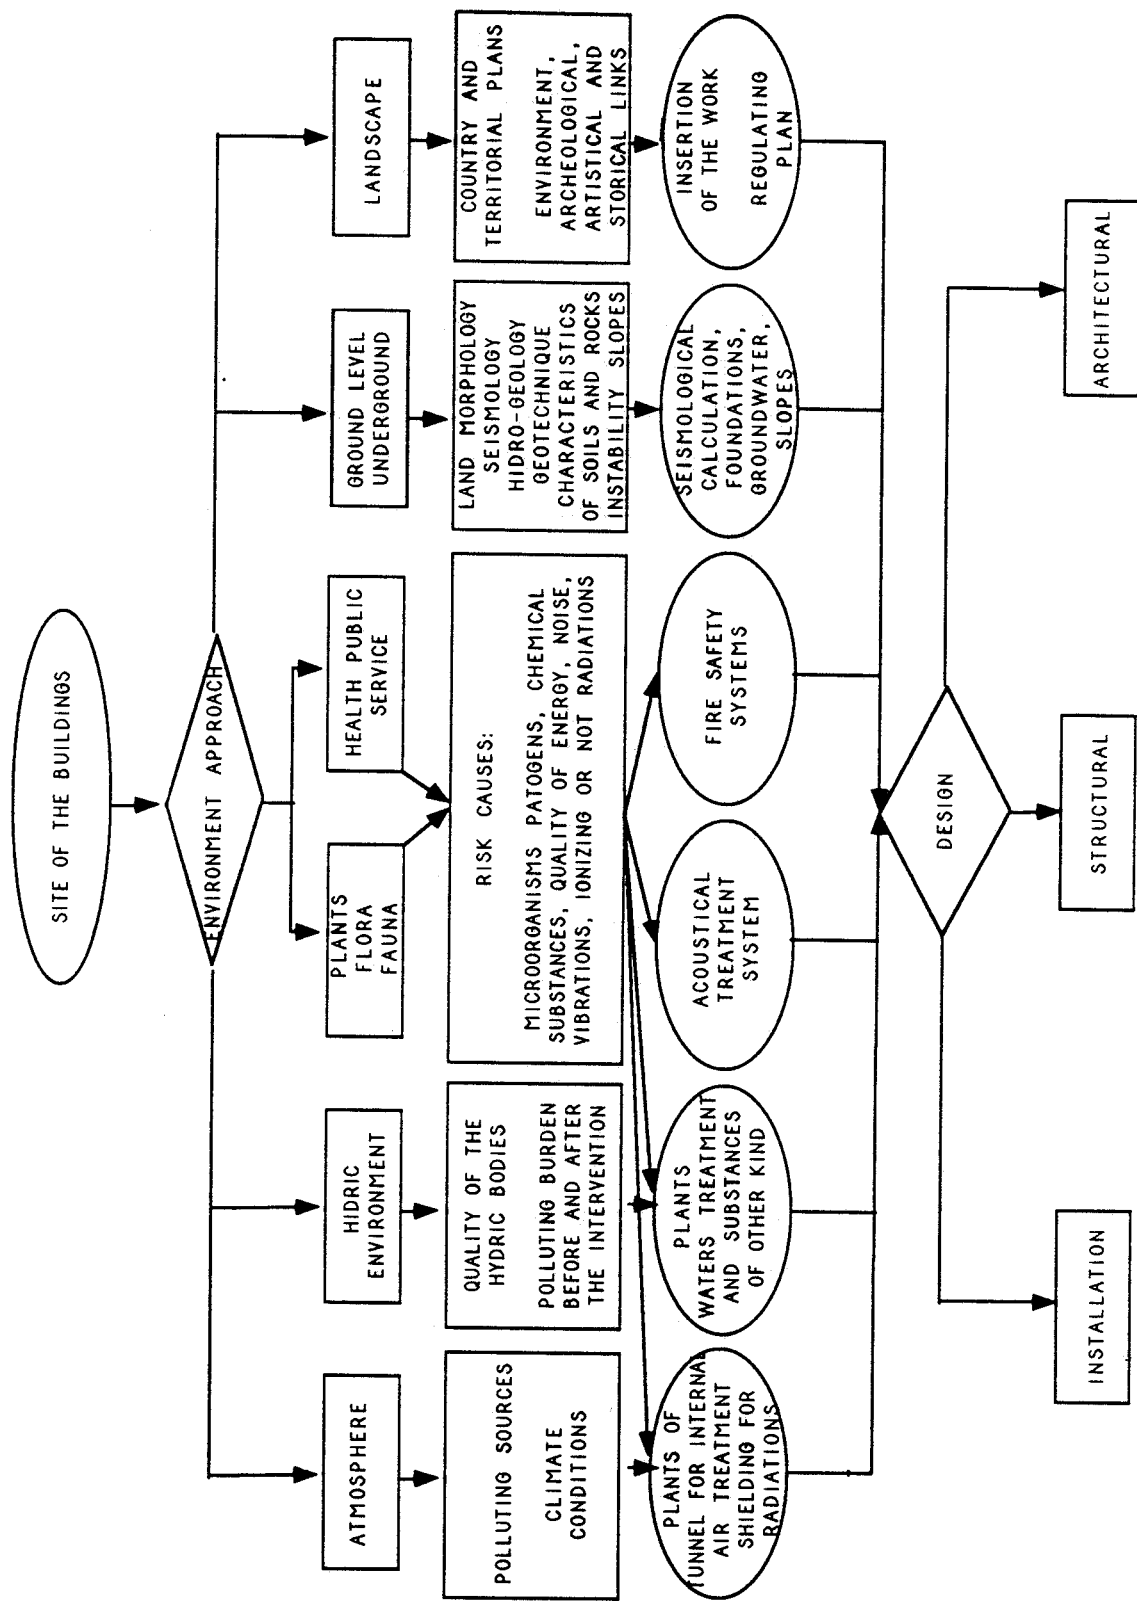 SITE OF THE BUILDINGS
ENVIRONMENT APPROACH
ATMOSPHERE
HIDRIC
ENVIRONMENT
PLANTS
FLORA
FAUNA
HEALTH PUBLIC
SERVICE
GROUND LEVEL
UNDERGROUND
LANDSCAPE
POLLUTING SOURCES
CLIMATE
CONDITIONS
QUALITY OF THE
HYDRIC BODIES
POLLUTING BURDEN
BEFORE AND AFTER
THE INTERVENTION
RISK CAUSES:
MICROORGANISMS PATOGENS, CHEMICAL
SUBSTANCES, QUALITY OF ENERGY, NOISE,
VIBRATIONS, IONIZING OR NOT RADIATIONS
LAND MORPHOLOGY
SEISMOLOGY
HIDRO-GEOLOGY
GEOTECHNIQUE
CHARACTERISTICS
OF SOILS AND ROCKS
INSTABILITY SLOPES
COUNTRY AND
TERRITORIAL PLANS
ENVIRONMENT,
ARCHEOLOGICAL,
ARTISTICAL AND
STORICAL LINKS
PLANTS OF
TUNNEL FOR INTERNAL
AIR TREATMENT
SHIELDING FOR
RADIATIONS
PLANTS
WATERS TREATMENT
AND SUBSTANCES
OF OTHER KIND
ACOUSTICAL
TREATMENT
SYSTEM
FIRE SAFETY
SYSTEMS
SEISMOLOGICAL
CALCULATION,
FOUNDATIONS,
GROUNDWATER,
SLOPES
INSERTION
OF THE WORK
REGULATING
PLAN
DESIGN
INSTALLATION
STRUCTURAL
ARCHITECTURAL